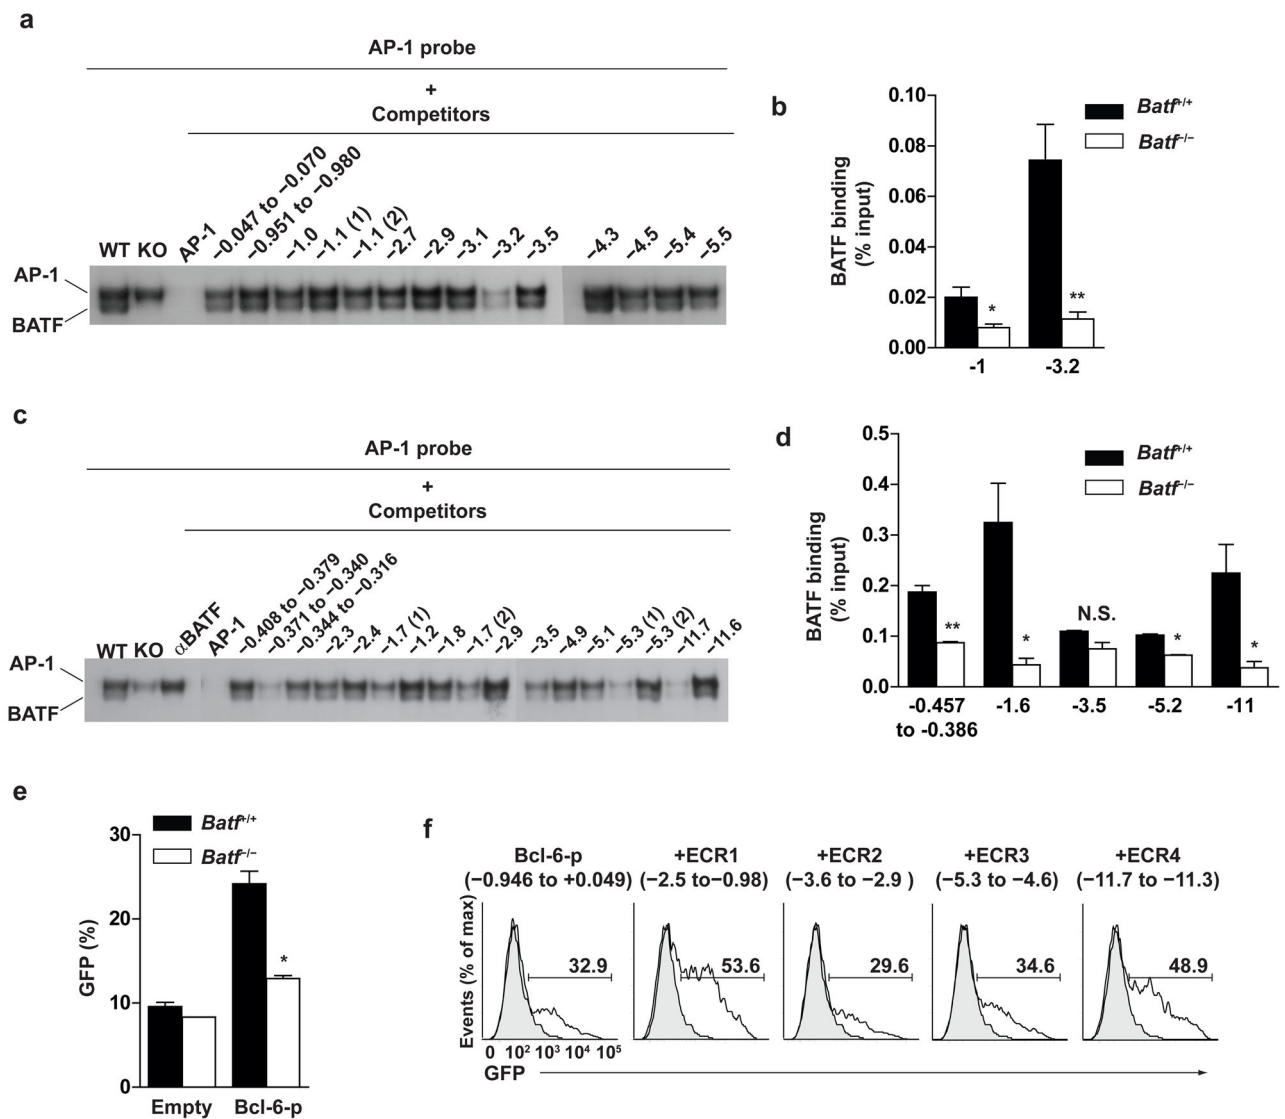 a
AP-1 probe
+
Competitors
WT KO AP-1 −0.047 to −0.070 −0.951 to −0.980 −1.0 −1.1 (1) −1.1 (2) −2.7 −2.9 −3.1 −3.2 −3.5 −4.3 −4.5 −5.4 −5.5
AP-1
BATF
b
BATF binding
(% input)
0.10
0.08
0.06
0.04
0.02
0.00
Batf+/+
Batf−/−
*
**
-1 -3.2
c
AP-1 probe
+
Competitors
WT KO αBATF AP-1 −0.408 to −0.379 −0.371 to −0.340 −0.344 to −0.316 −2.3 −2.4 −1.7 (1) −1.2 −1.8 −1.7 (2) −2.9 −3.5 −4.9 −5.1 −5.3 (1) −5.3 (2) −11.7 −11.6
AP-1
BATF
d
BATF binding
(% input)
0.5
0.4
0.3
0.2
0.1
0.0
Batf+/+
Batf−/−
** * N.S. * *
-0.457 -1.6 -3.5 -5.2 -11
to -0.386
e
GFP (%)
30
20
10
0
Batf+/+
Batf−/−
*
Empty Bcl-6-p
f
Bcl-6-p +ECR1 +ECR2 +ECR3 +ECR4
(−0.946 to +0.049) (−2.5 to−0.98) (−3.6 to −2.9 ) (−5.3 to −4.6) (−11.7 to −11.3)
Events (% of max)
32.9 53.6 29.6 34.6 48.9
0 10² 10³ 10⁴ 10⁵
GFP